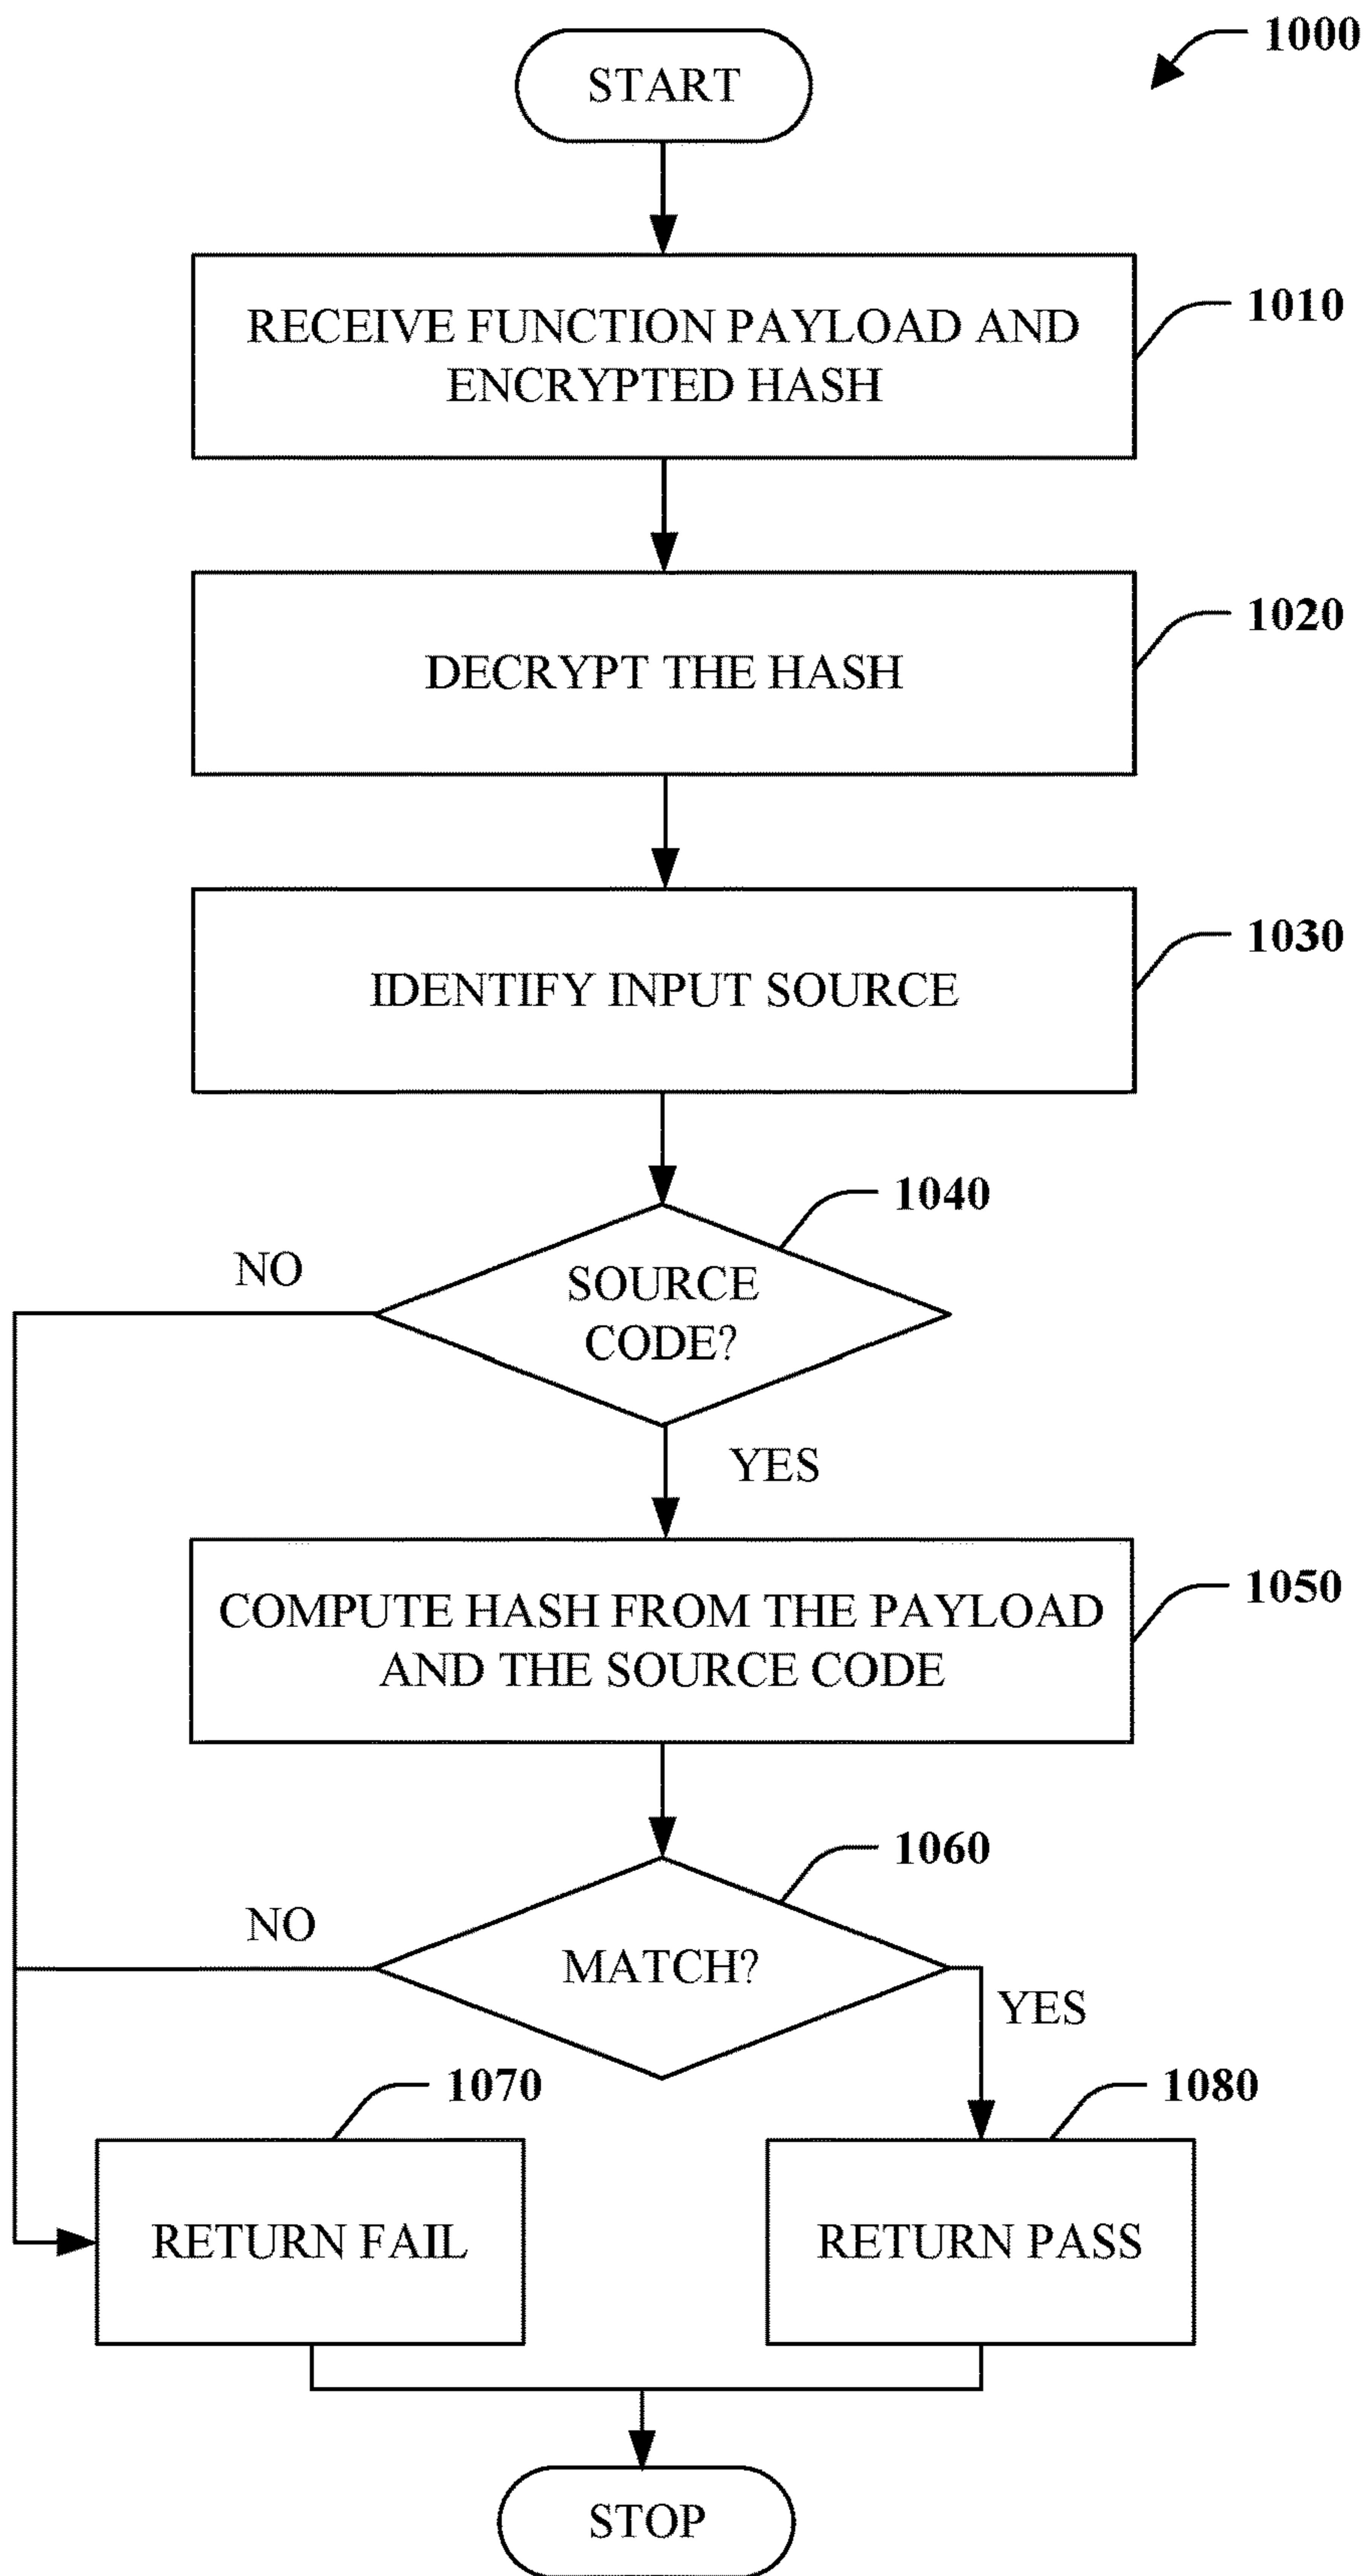 1000
START
RECEIVE FUNCTION PAYLOAD AND
ENCRYPTED HASH
1010
DECRYPT THE HASH
1020
IDENTIFY INPUT SOURCE
1030
1040
NO
SOURCE
CODE?
YES
COMPUTE HASH FROM THE PAYLOAD
AND THE SOURCE CODE
1050
1060
NO
MATCH?
YES
1070
1080
RETURN FAIL
RETURN PASS
STOP